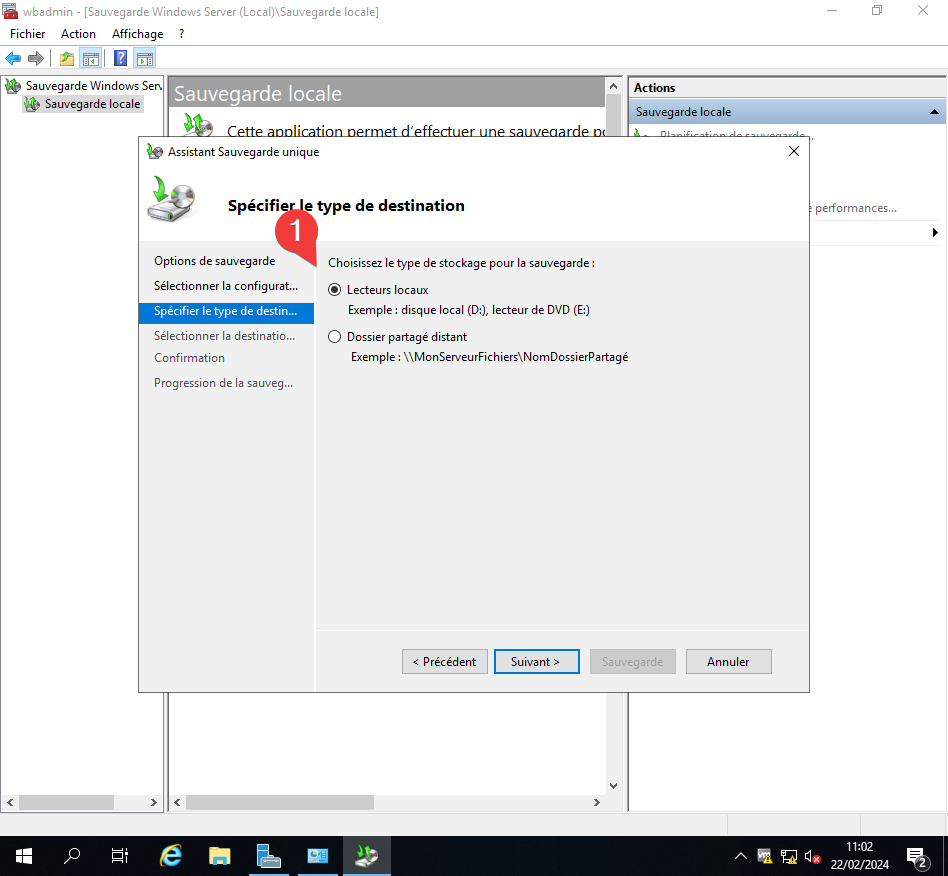 wbadmin - [Sauvegarde Windows Server (Local)\Sauvegarde locale]
Fichier Action Affichage ?
Sauvegarde Windows Serv
Sauvegarde locale
Sauvegarde locale
Cette application permet d'effectuer une sauvegarde po
Actions
Sauvegarde locale
Planification de sauvegarde...
performances...
Assistant Sauvegarde unique
Spécifier le type de destination
1
Options de sauvegarde
Sélectionner la configurat...
Spécifier le type de destin...
Sélectionner la destinatio...
Confirmation
Progression de la sauveg...
Choisissez le type de stockage pour la sauvegarde :
Lecteurs locaux
Exemple : disque local (D:), lecteur de DVD (E:)
Dossier partagé distant
Exemple : \\MonServeurFichiers\NomDossierPartagé
< Précédent Suivant > Sauvegarde Annuler
11:02
22/02/2024
2